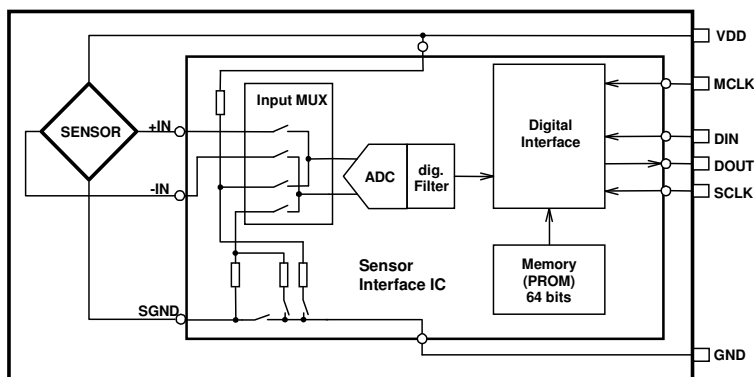 VDD
MCLK
Input MUX
SENSOR
+IN
Digital
Interface
DIN
DOUT
ADC
dig.
Filter
-IN
SCLK
Sensor
Interface IC
Memory
(PROM)
64 bits
SGND
GND